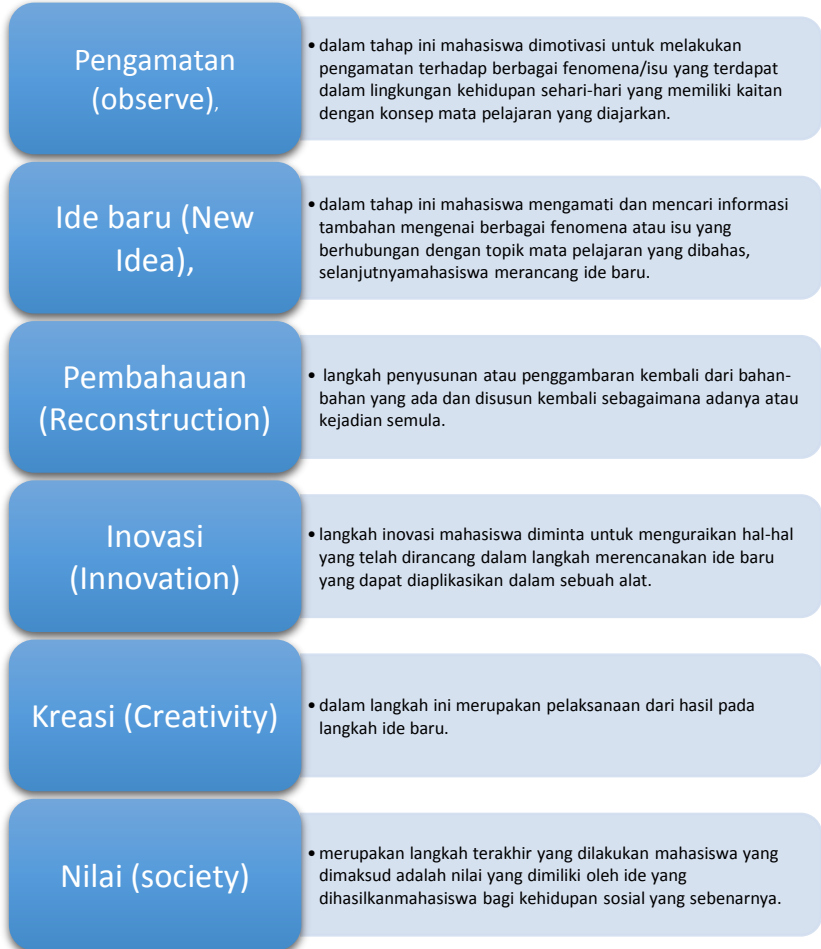 Pengamatan
(observe),
• dalam tahap ini mahasiswa dimotivasi untuk melakukan
pengamatan terhadap berbagai fenomena/isu yang terdapat
dalam lingkungan kehidupan sehari-hari yang memiliki kaitan
dengan konsep mata pelajaran yang diajarkan.
Ide baru (New
Idea),
• dalam tahap ini mahasiswa mengamati dan mencari informasi
tambahan mengenai berbagai fenomena atau isu yang
berhubungan dengan topik mata pelajaran yang dibahas,
selanjutnyamahasiswa merancang ide baru.
Pembahauan
(Reconstruction)
• langkah penyusunan atau penggambaran kembali dari bahan-
bahan yang ada dan disusun kembali sebagaimana adanya atau
kejadian semula.
Inovasi
(Innovation)
• langkah inovasi mahasiswa diminta untuk menguraikan hal-hal
yang telah dirancang dalam langkah merencanakan ide baru
yang dapat diaplikasikan dalam sebuah alat.
Kreasi (Creativity)
• dalam langkah ini merupakan pelaksanaan dari hasil pada
langkah ide baru.
Nilai (society)
• merupakan langkah terakhir yang dilakukan mahasiswa yang
dimaksud adalah nilai yang dimiliki oleh ide yang
dihasilkanmahasiswa bagi kehidupan sosial yang sebenarnya.